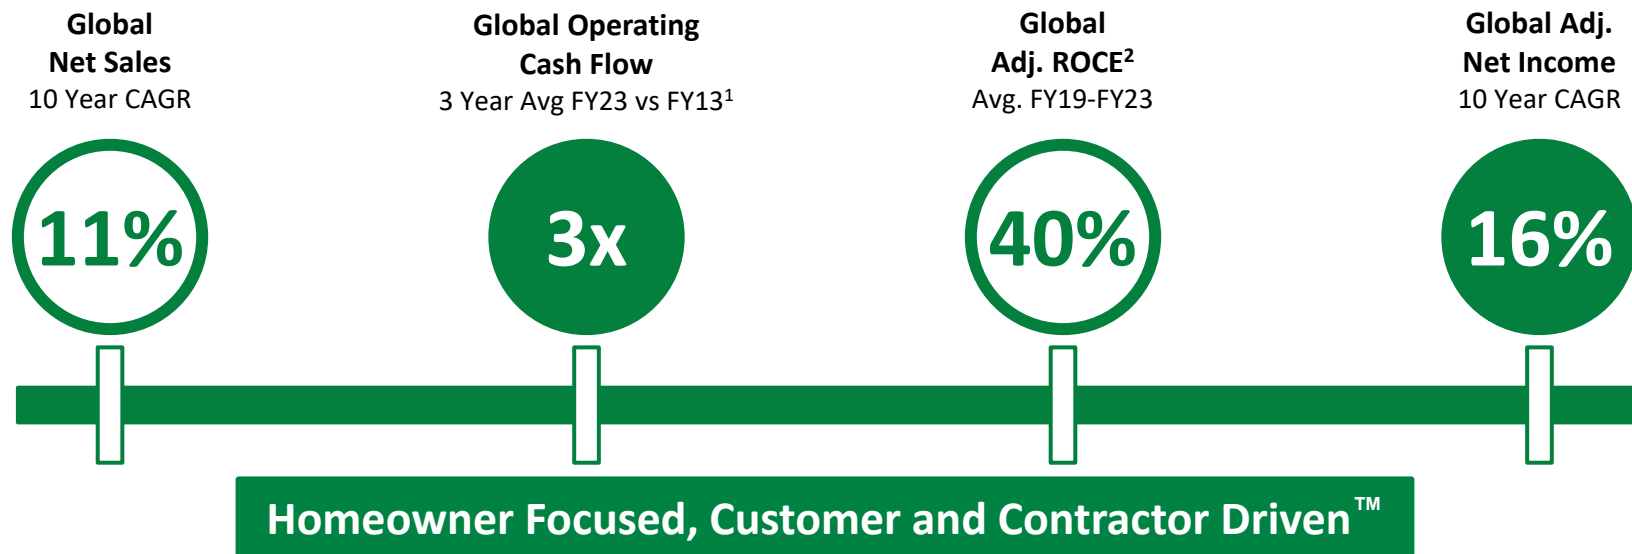 Global
Net Sales
10 Year CAGR
11%
Global Operating
Cash Flow
3 Year Avg FY23 vs FY13¹
3x
Global
Adj. ROCE²
Avg. FY19-FY23
40%
Global Adj.
Net Income
10 Year CAGR
16%
Homeowner Focused, Customer and Contractor Driven™